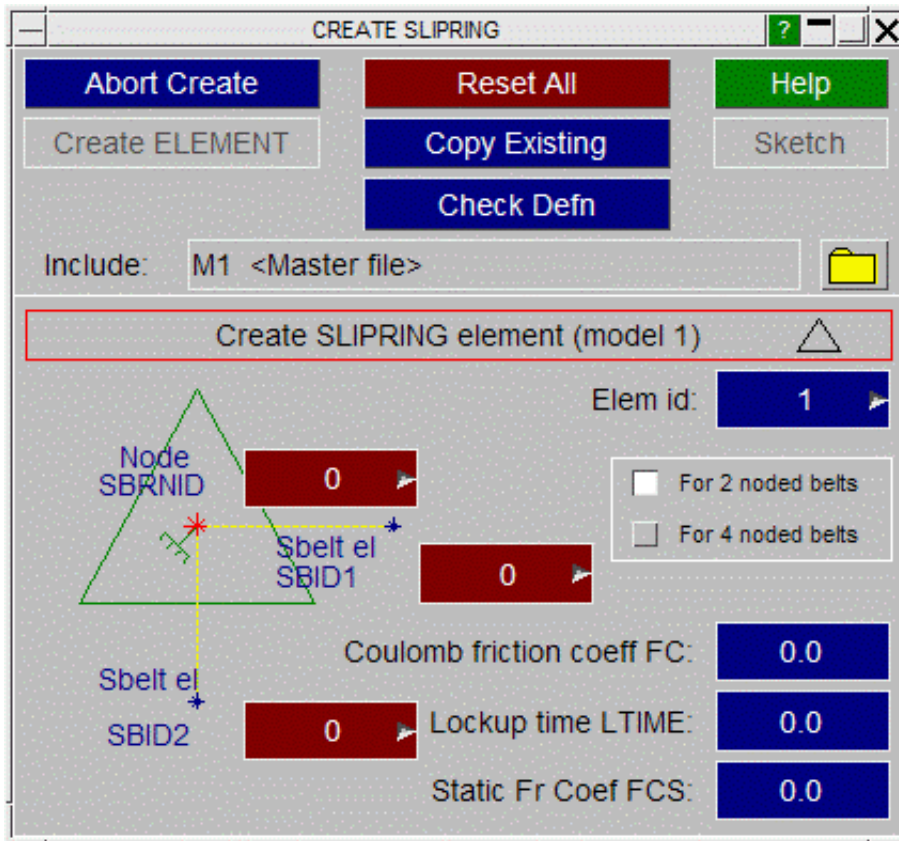 CREATE SLIPRING ?
Abort Create Reset All Help
Create ELEMENT Copy Existing Sketch
Check Defn
Include: M1 <Master file>
Create SLIPRING element (model 1)
Elem id: 1
Node
SBRNID 0
For 2 noded belts
For 4 noded belts
Sbelt el
SBID1 0
Coulomb friction coeff FC: 0.0
Sbelt el
SBID2 0
Lockup time LTIME: 0.0
Static Fr Coef FCS: 0.0